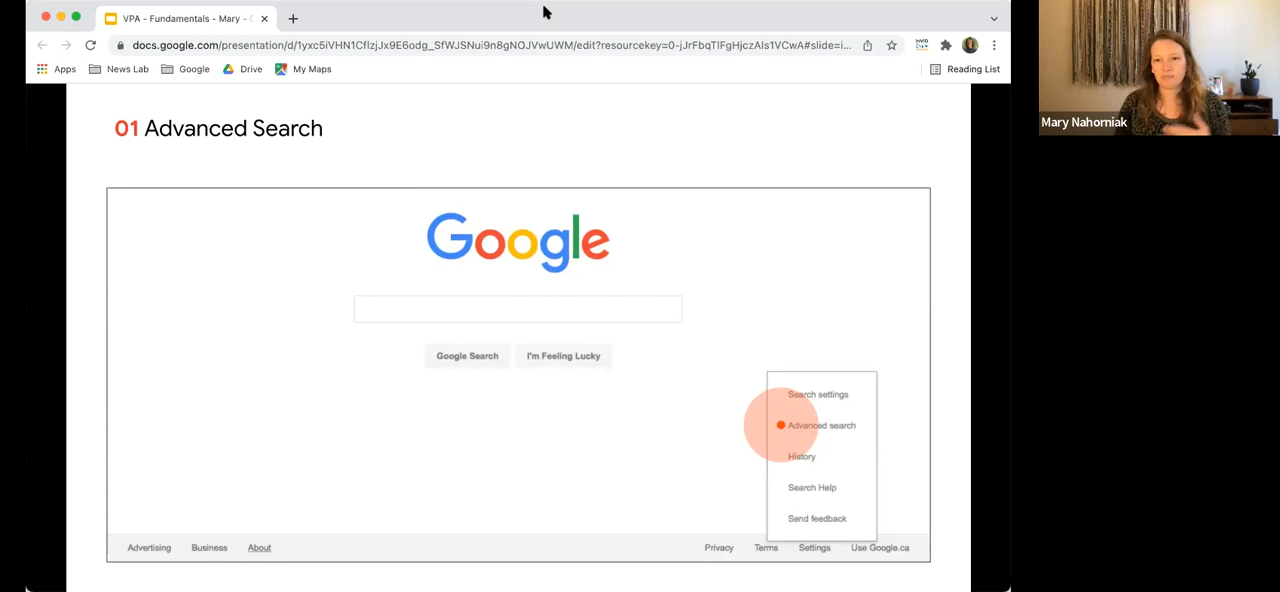 VPA - Fundamentals - Mary -
docs.google.com/presentation/d/1yxc5iVHN1CfIzjJx9E6odg_SfWJSNui9n8gNOJVwUWM/edit?resourcekey=0-jJrFbqTIFgHjczAIs1VCwA#slide=i...
Apps News Lab Google Drive My Maps Reading List
Mary Nahorniak
01 Advanced Search
Google
Google Search I'm Feeling Lucky
Search settings
Advanced search
History
Search Help
Send feedback
Advertising Business About Privacy Terms Settings Use Google.ca